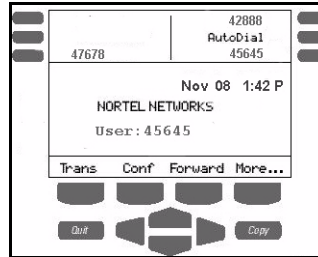 42888
AutoDial
47678 45645
Nov 08 1:42 P
NORTEL NETWORKS
User:45645
Trans Conf Forward More...
Quit Copy